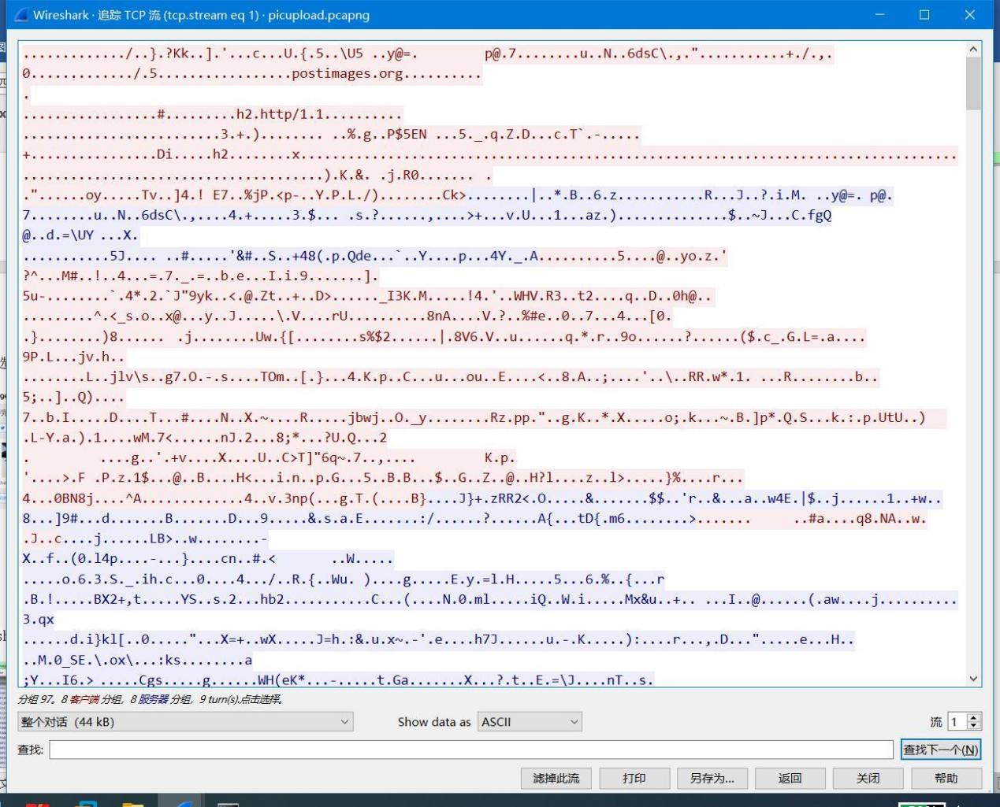 Wireshark · 追踪 TCP 流 (tcp.stream eq 1) · picupload.pcapng
............./..}.?Kk..].'...c...U.{.5..\U5 ..y@=. p@.7........u..N..6dsC\.,."...........+./.,.
0............/.5.................postimages.org..........
.
.................#.........h2.http/1.1..........
.........................3.+.)........ ..%.g..P$5EN ...5._.q.Z.D...c.T`.-.....
+................Di.....h2........x....................................................................................
......................................).K.&. .j.R0....... .
."......oy.....Tv..]4.! E7..%jP.<p-..Y.P.L./)........Ck>........|..*.B..6.z...........R...J..?.i.M. ..y@=. p@.
7........u..N..6dsC\.,....4.+.....3.$... .s.?......,....>+...v.U...1...az.)..............$..~J...C.fgQ
@..d.=\UY ...X.
...........5J.... ..#.....'&#..S..+48(.p.Qde...`..Y....p...4Y._.A..........5....@..yo.z.'
?^...M#..!..4...=.7._.=..b.e...I.i.9.......].
5u-........`.4*.2.`J"9yk..<.@.Zt..+..D>......_I3K.M.....!4.'..WHV.R3..t2....q..D..0h@..
.........^.<_s.o..x@...y..J.....\.V....rU..........8nA....V.?..%#e..0..7...4...[0.
.}........)8...... .j........Uw.{[........s%$2......|.8V6.V..u......q.*.r..9o......?......($.c_.G.L=.a....
9P.L...jv.h..
........L..jlv\s..g7.O.-.s....TOm..[.}...4.K.p..C...u...ou..E....<..8.A..;....'..\..RR.w*.1. ...R........b..
5;..]..Q)....
7..b.I.....D....T...#....N..X.~....R.....jbwj..O._y........Rz.pp."..g.K..*.X.....o;.k...~.B.]p*.Q.S...k.:.p.UtU..)
.L-Y.a.).1....wM.7<......nJ.2...8;*...?U.Q...2
. ....g..'.+v....X....U..C>T]"6q~.7..,.... K.p.
'....>.F .P.z.1$...@..B....H<...i.n..p.G...5..B.B...$..G..Z..@..H?l....z..l>.....}%....r...
4...0BN8j....^A.............4..v.3np(...g.T.(....B}....J}+.zRR2<.O.....&.......$$..'r..&...a..w4E.|$..j......1..+w..
8...]9#...d.......B.......D...9.....&.s.a.E.......:/......?......A{...tD{.m6........>....... ..#a....q8.NA..w.
.J..c....j......LB>..w........-
X..f..(0.l4p....-...}....cn..#.< ..W.....
.....o.6.3.S._.ih.c...0....4.../..R.{..Wu. )....g.....E.y.=l.H.....5...6.%..{...r
.B.!.....BX2+,t.....YS..s.2...hb2...........C...(....N.0.ml.....iQ..W.i.....Mx&u..+.. ...I..@......(.aw....j..........
3.qx
......d.i}kl[..0....."...X=+..wX.....J=h.:&.u.x~.-'.e....h7J......u.-.K.....):....r...,.D...".....e...H..
..M.0_SE.\.ox\...:ks........a
;Y...I6.> .....Cgs.....g......WH(eK*...-.....t.Ga.......X...?.t..E.=\J....nT..s.
分组 97。8 客户端 分组，8 服务器 分组，9 turn(s).点击选择。
整个对话 (44 kB) Show data as ASCII 流 1
查找: 查找下一个(N)
滤掉此流 打印 另存为... 返回 关闭 帮助